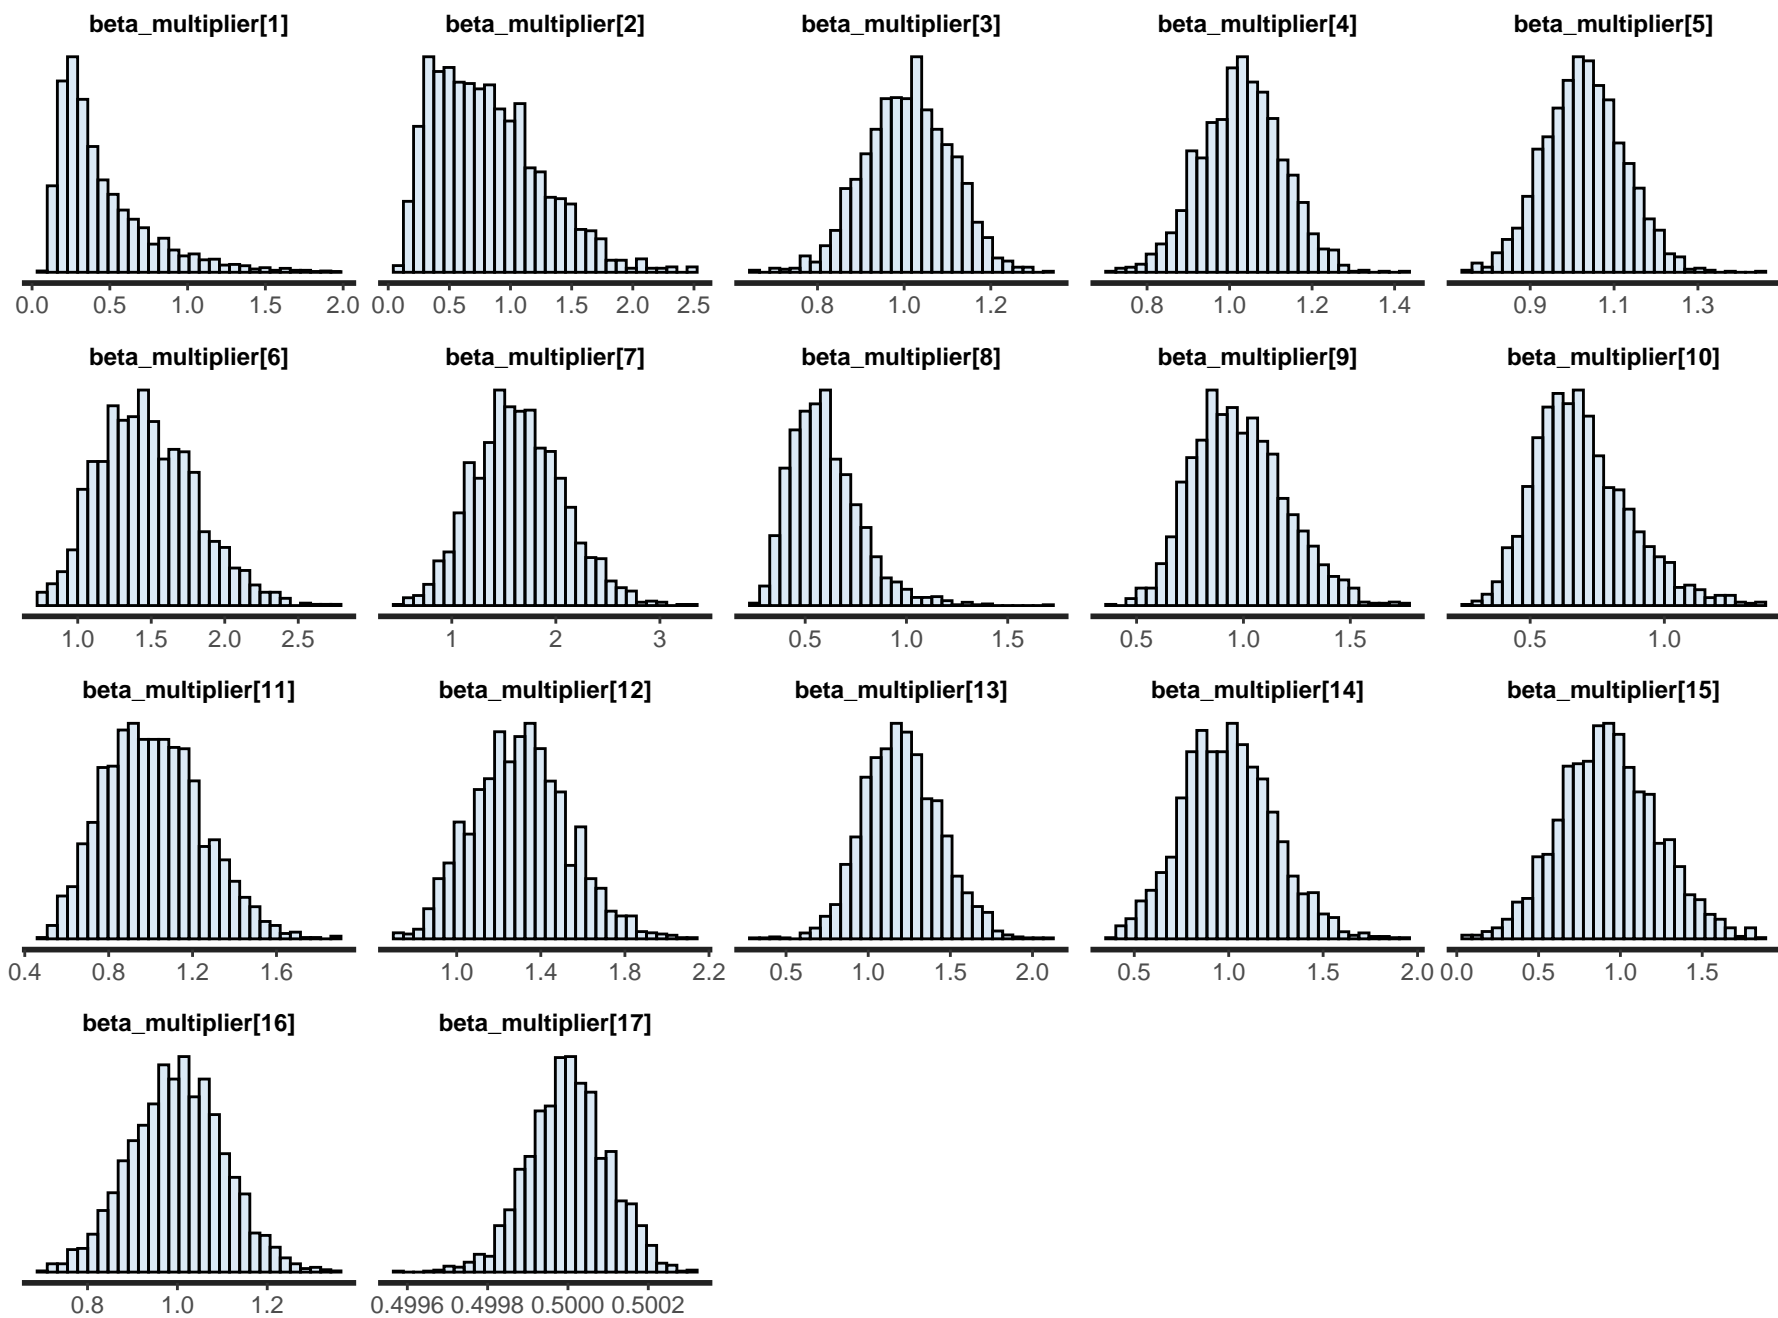 beta_multiplier[1] beta_multiplier[2] beta_multiplier[3] beta_multiplier[4] beta_multiplier[5]
0.0 0.5 1.0 1.5 2.0 0.0 0.5 1.0 1.5 2.0 2.5 0.8 1.0 1.2 0.8 1.0 1.2 1.4 0.9 1.1 1.3
beta_multiplier[6] beta_multiplier[7] beta_multiplier[8] beta_multiplier[9] beta_multiplier[10]
1.0 1.5 2.0 2.5 1 2 3 0.5 1.0 1.5 0.5 1.0 1.5 0.5 1.0
beta_multiplier[11] beta_multiplier[12] beta_multiplier[13] beta_multiplier[14] beta_multiplier[15]
0.4 0.8 1.2 1.6 1.0 1.4 1.8 2.2 0.5 1.0 1.5 2.0 0.5 1.0 1.5 2.0 0.0 0.5 1.0 1.5
beta_multiplier[16] beta_multiplier[17]
0.8 1.0 1.2 0.4996 0.4998 0.5000 0.5002